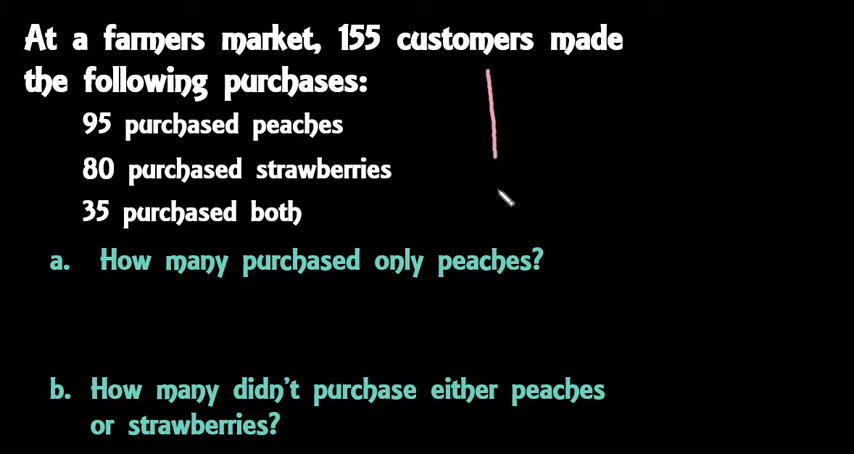 At a farmers market, 155 customers made
the following purchases:
95 purchased peaches
80 purchased strawberries
35 purchased both
a. How many purchased only peaches?
b. How many didn't purchase either peaches
or strawberries?